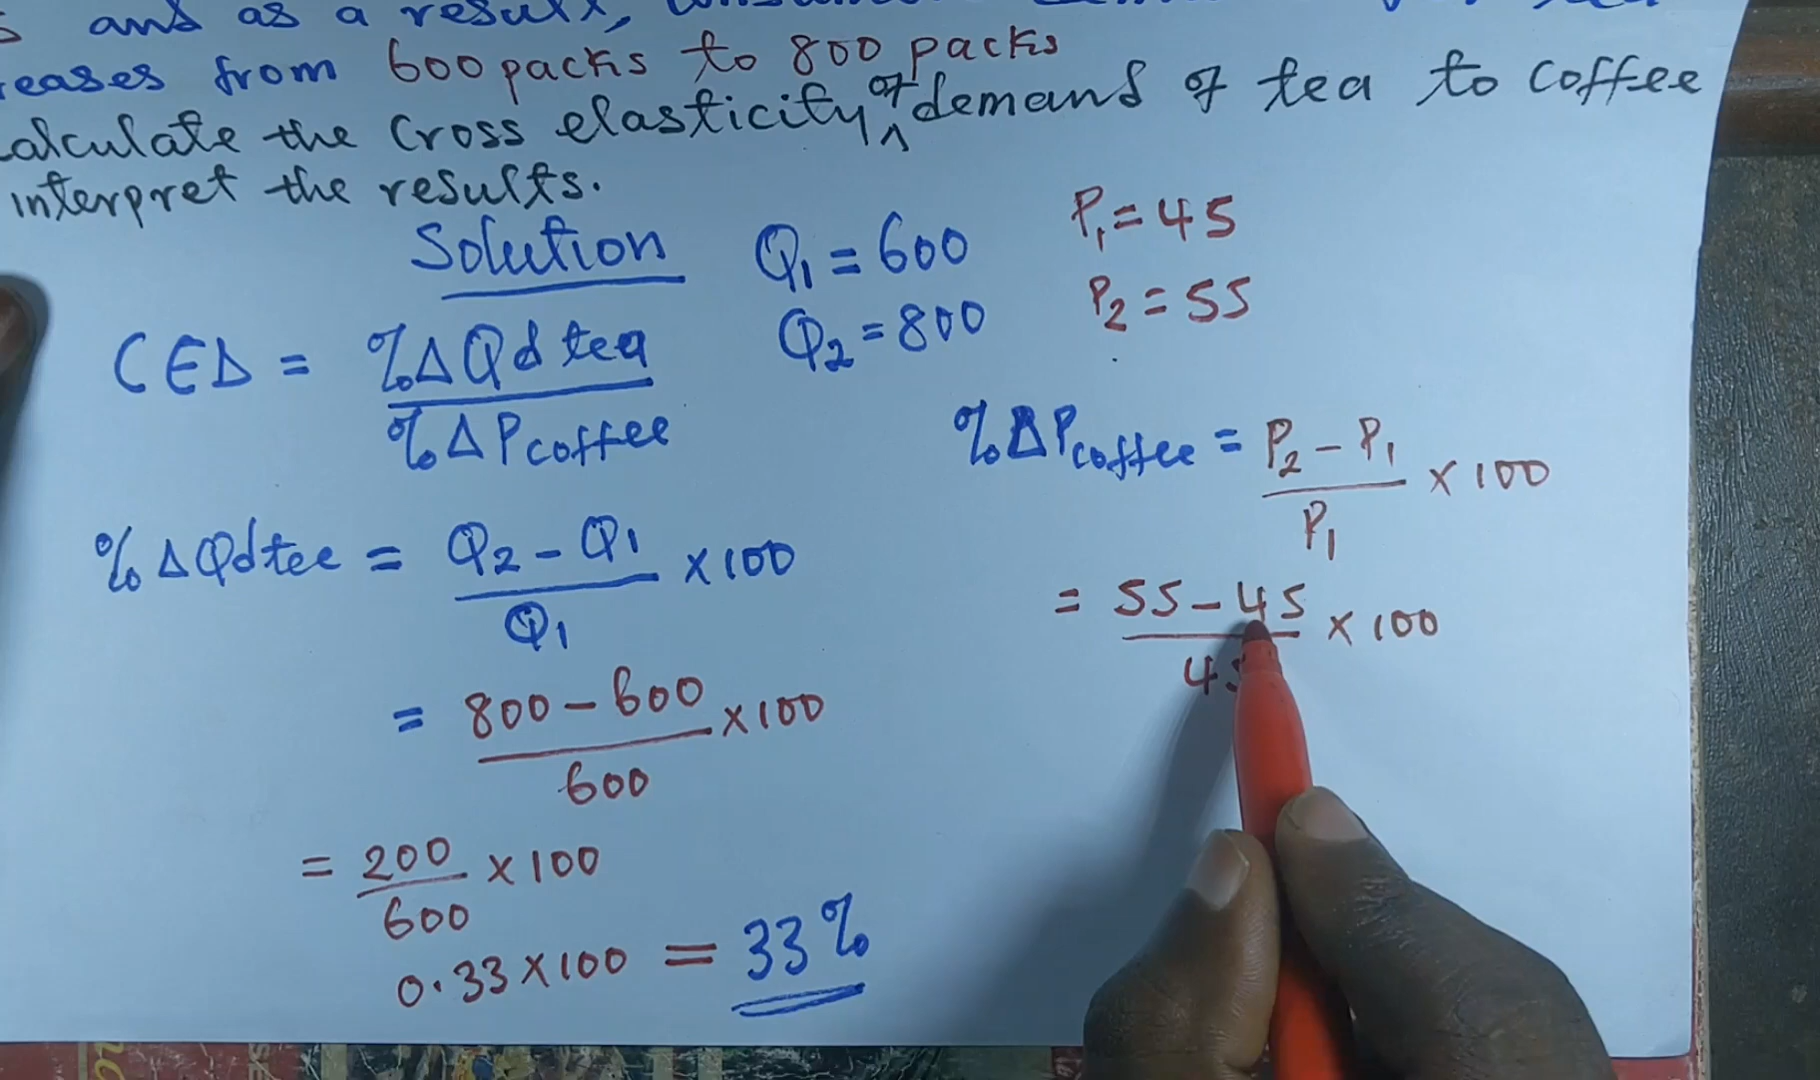 and as a result,
reases from 600 packs to 800 packs
calculate the cross elasticity of demand of tea to coffee
interpret the results.
Solution
Q1 = 600
Q2 = 800
P1 = 45
P2 = 55
CED = %ΔQd tea / %ΔP coffee
%ΔQd tee = Q2 - Q1 / Q1 × 100
= 800 - 600 / 600 × 100
= 200 / 600 × 100
0.33 × 100 = 33%
%ΔP coffee = P2 - P1 / P1 × 100
= 55 - 45 / 45 × 100